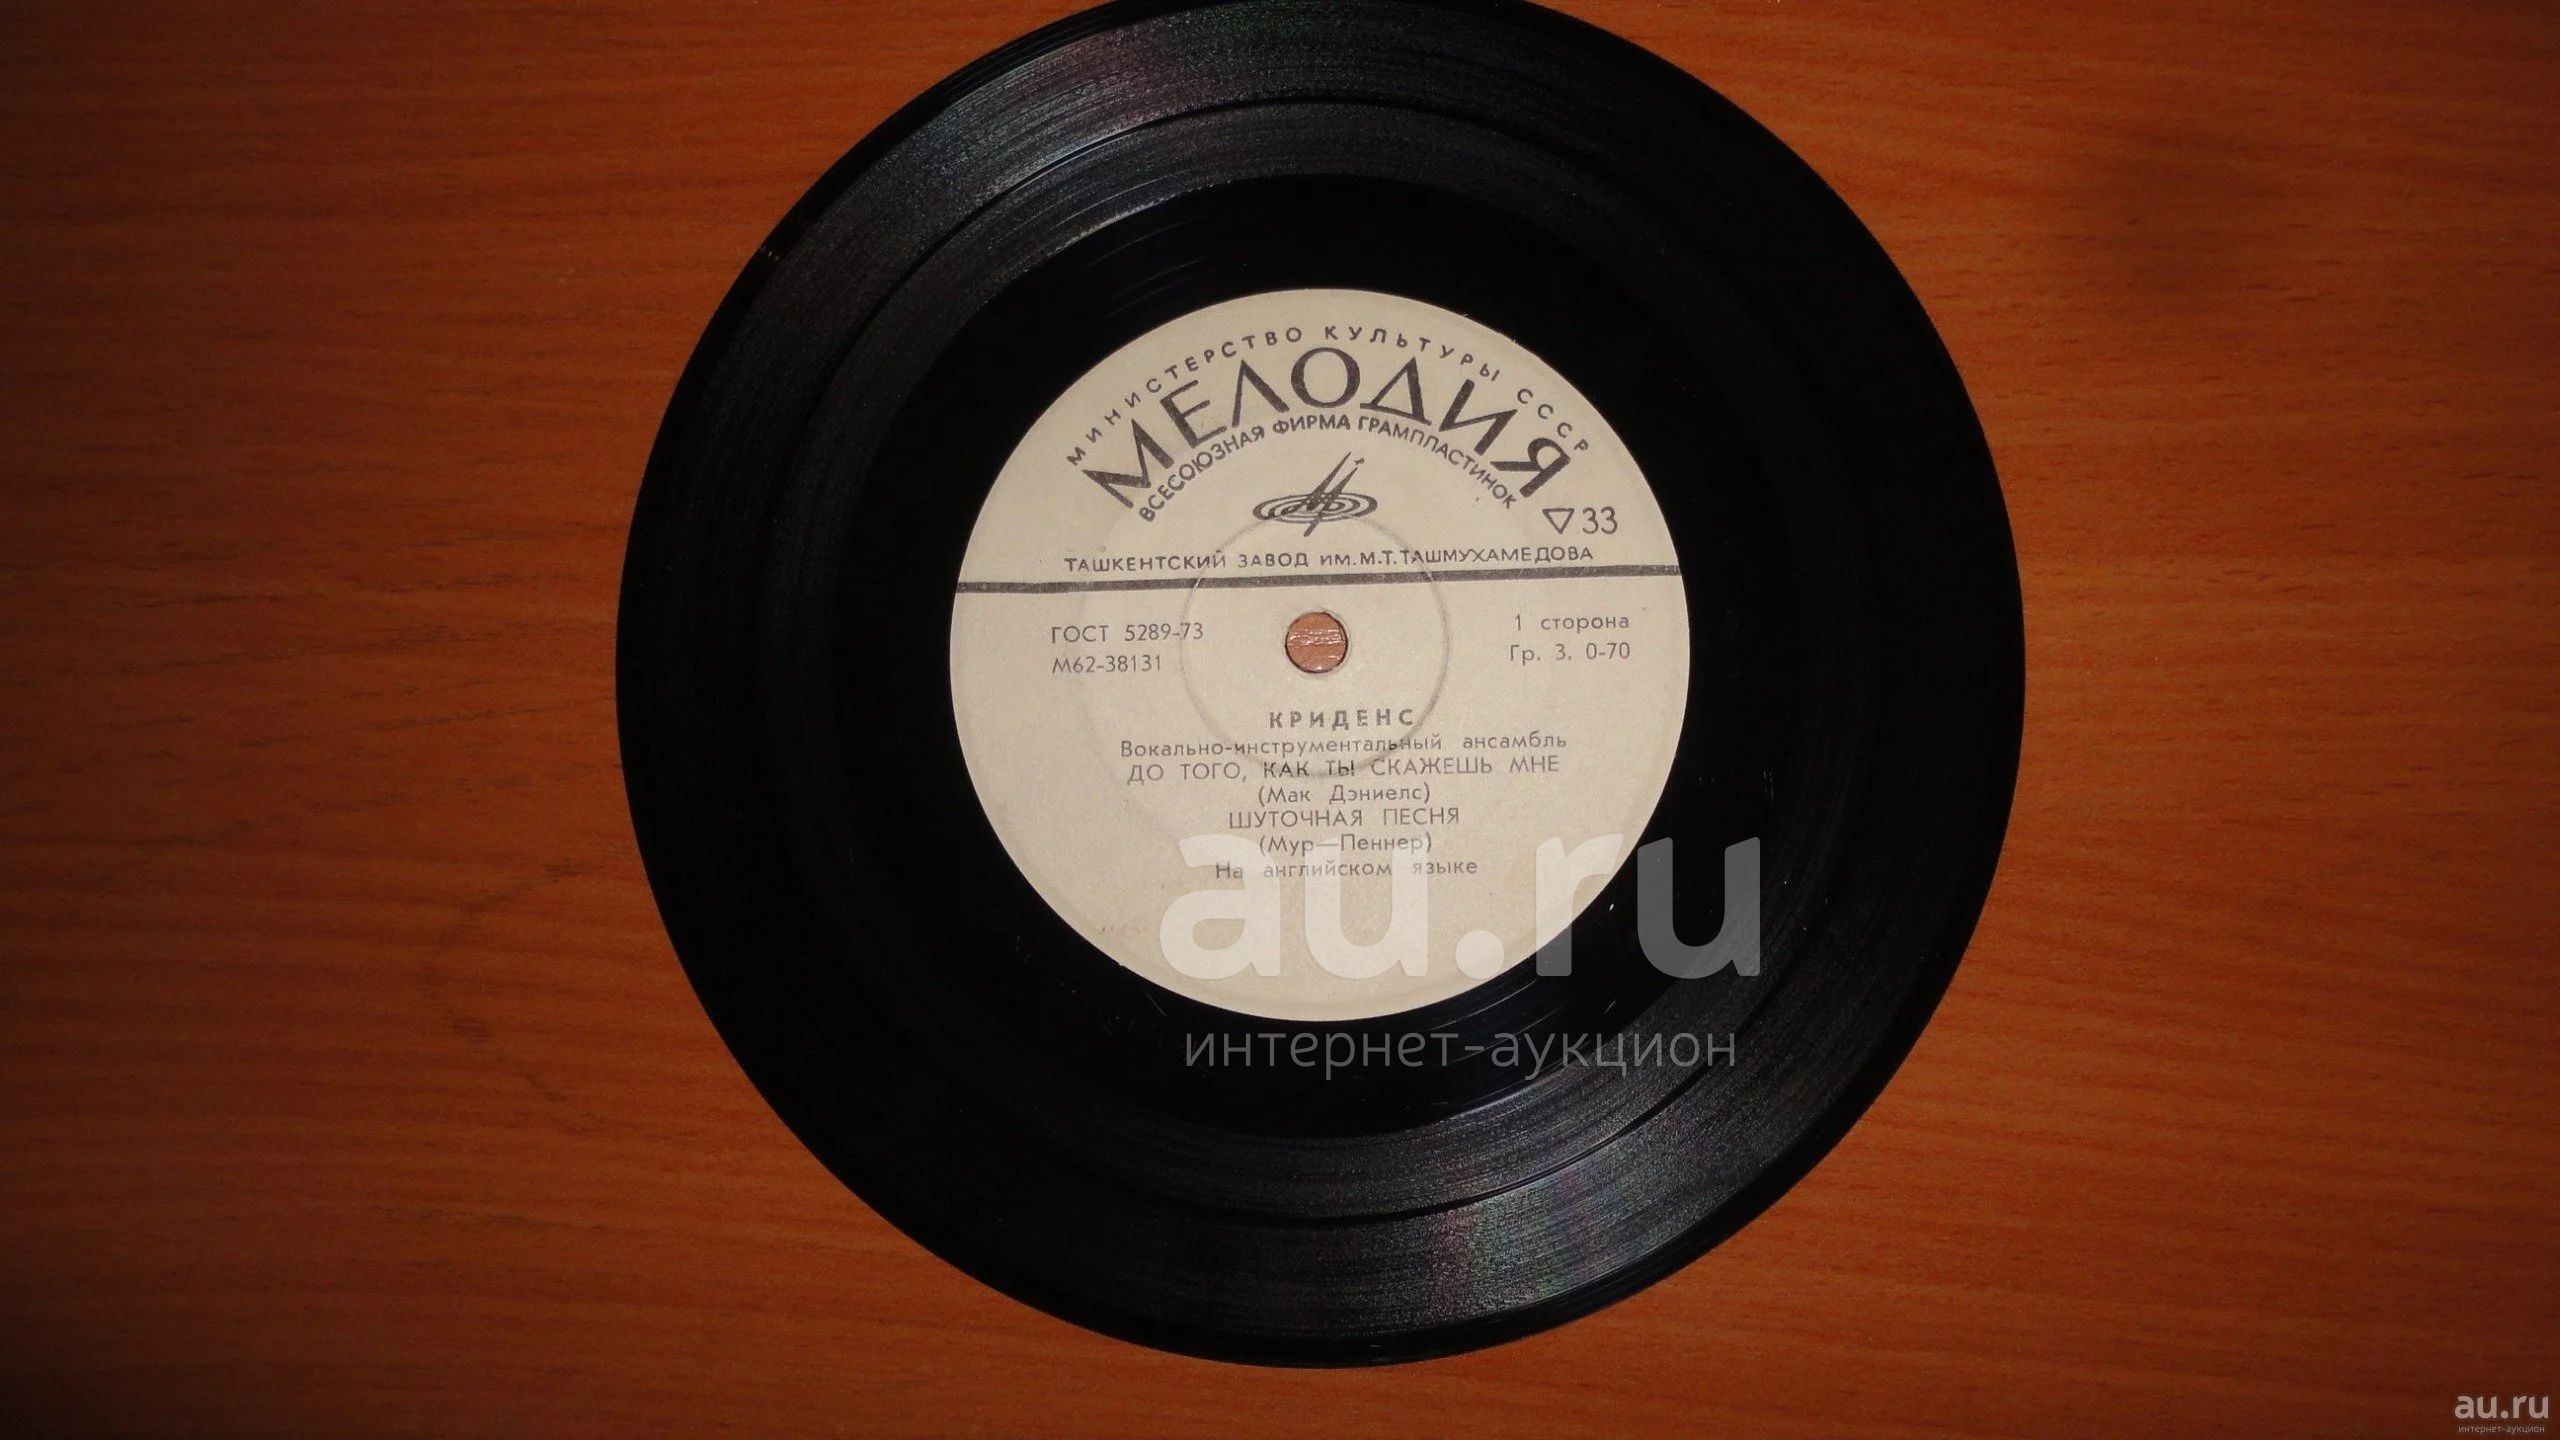 МИНИСТЕРСТВО КУЛЬТУРЫ СССР
МЕЛОДИЯ
ВСЕСОЮЗНАЯ ФИРМА ГРАМПЛАСТИНОК
33
ТАШКЕНТСКИЙ ЗАВОД ИМ. М.Т. ТАШМУХАМЕДОВА
ГОСТ 5289-73
1 сторона
М62-38131
Гр. 3. 0-70
КРИДЕНС
Вокально-инструментальный ансамбль
ДО ТОГО, КАК ТЫ СКАЖЕШЬ МНЕ
(Мак Дэниелс)
ШУТОЧНАЯ ПЕСНЯ
(Мур—Пеннер)
На английском языке
au.ru
интернет-аукцион
au.ru
интернет-аукцион